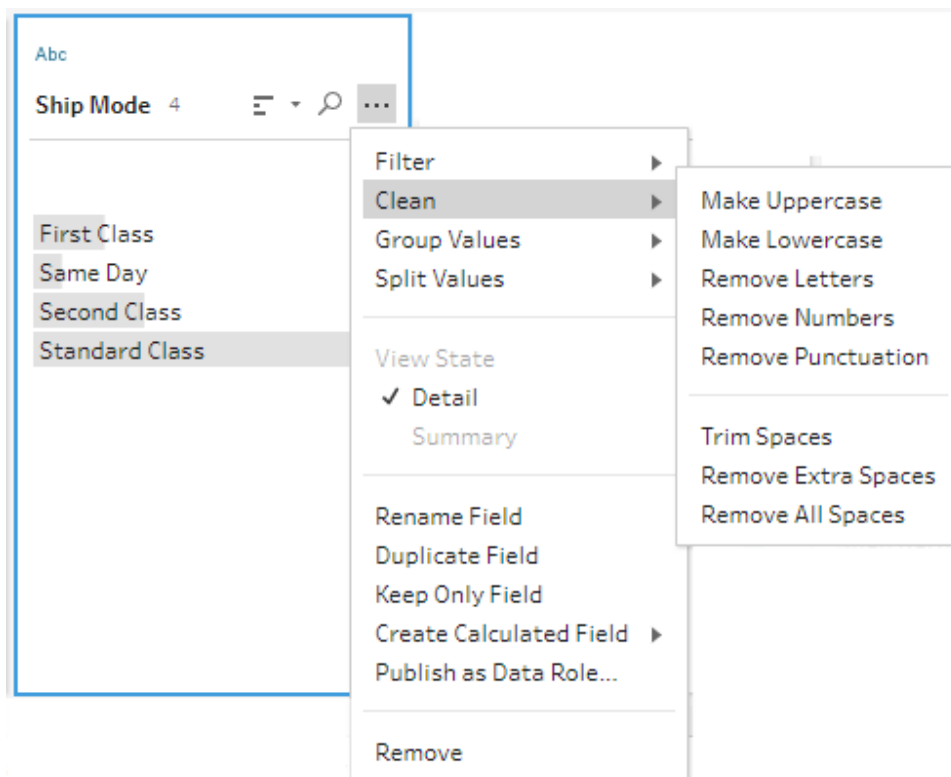 Abc
Ship Mode 4
First Class
Same Day
Second Class
Standard Class
Filter
Clean
Group Values
Split Values
View State
Detail
Summary
Rename Field
Duplicate Field
Keep Only Field
Create Calculated Field
Publish as Data Role...
Remove
Make Uppercase
Make Lowercase
Remove Letters
Remove Numbers
Remove Punctuation
Trim Spaces
Remove Extra Spaces
Remove All Spaces